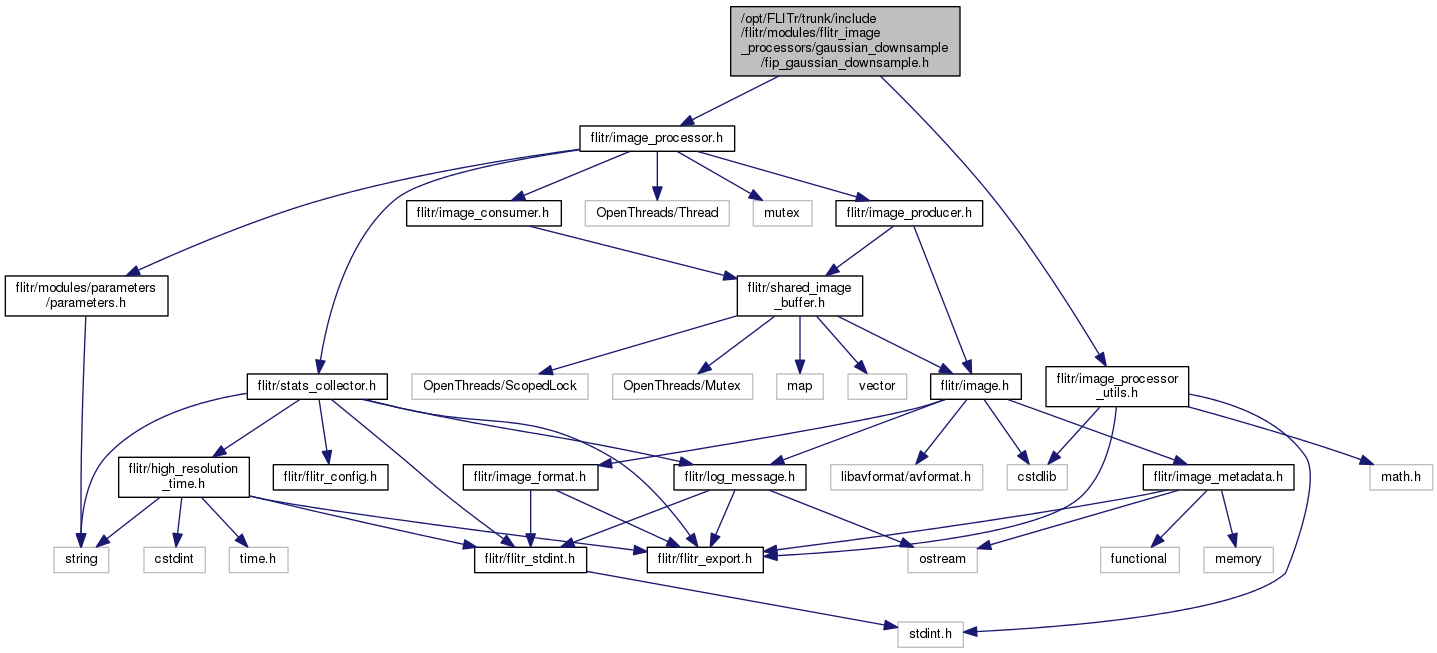 /opt/FLITr/trunk/include
/flitr/modules/flitr_image
_processors/gaussian_downsample
/fip_gaussian_downsample.h
flitr/image_processor.h
flitr/image_consumer.h
OpenThreads/Thread
mutex
flitr/image_producer.h
flitr/modules/parameters
/parameters.h
flitr/shared_image
_buffer.h
flitr/stats_collector.h
OpenThreads/ScopedLock
OpenThreads/Mutex
map
vector
flitr/image.h
flitr/image_processor
_utils.h
flitr/high_resolution
_time.h
flitr/flitr_config.h
flitr/image_format.h
flitr/log_message.h
libavformat/avformat.h
cstdlib
flitr/image_metadata.h
math.h
string
cstdint
time.h
flitr/flitr_stdint.h
flitr/flitr_export.h
ostream
functional
memory
stdint.h